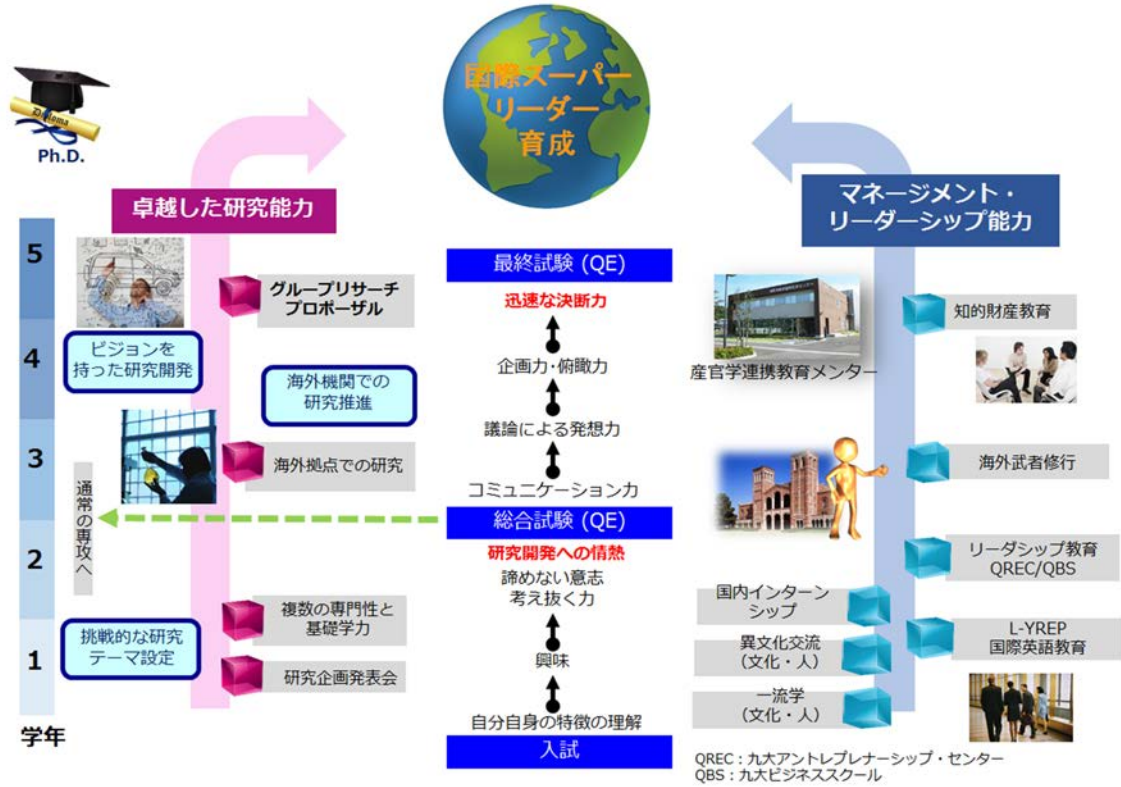 国際スーパー
リーダー
育成
Diploma
Ph.D.
卓越した研究能力
マネージメント・
リーダーシップ能力
5
4
3
2
1
学年
グループリサーチ
プロポーザル
ビジョンを
持った研究開発
海外機関での
研究推進
海外拠点での研究
通常の専攻へ
複数の専門性と
基礎学力
挑戦的な研究
テーマ設定
研究企画発表会
最終試験 (QE)
迅速な決断力
企画力・俯瞰力
議論による発想力
コミュニケーション力
総合試験 (QE)
研究開発への情熱
諦めない意志
考え抜く力
興味
自分自身の特徴の理解
入試
産官学連携教育メンター
知的財産教育
海外武者修行
リーダシップ教育
QREC/QBS
国内インターン
シップ
L-YREP
国際英語教育
異文化交流
（文化・人）
一流学
（文化・人）
QREC：九大アントレプレナーシップ・センター
QBS：九大ビジネススクール